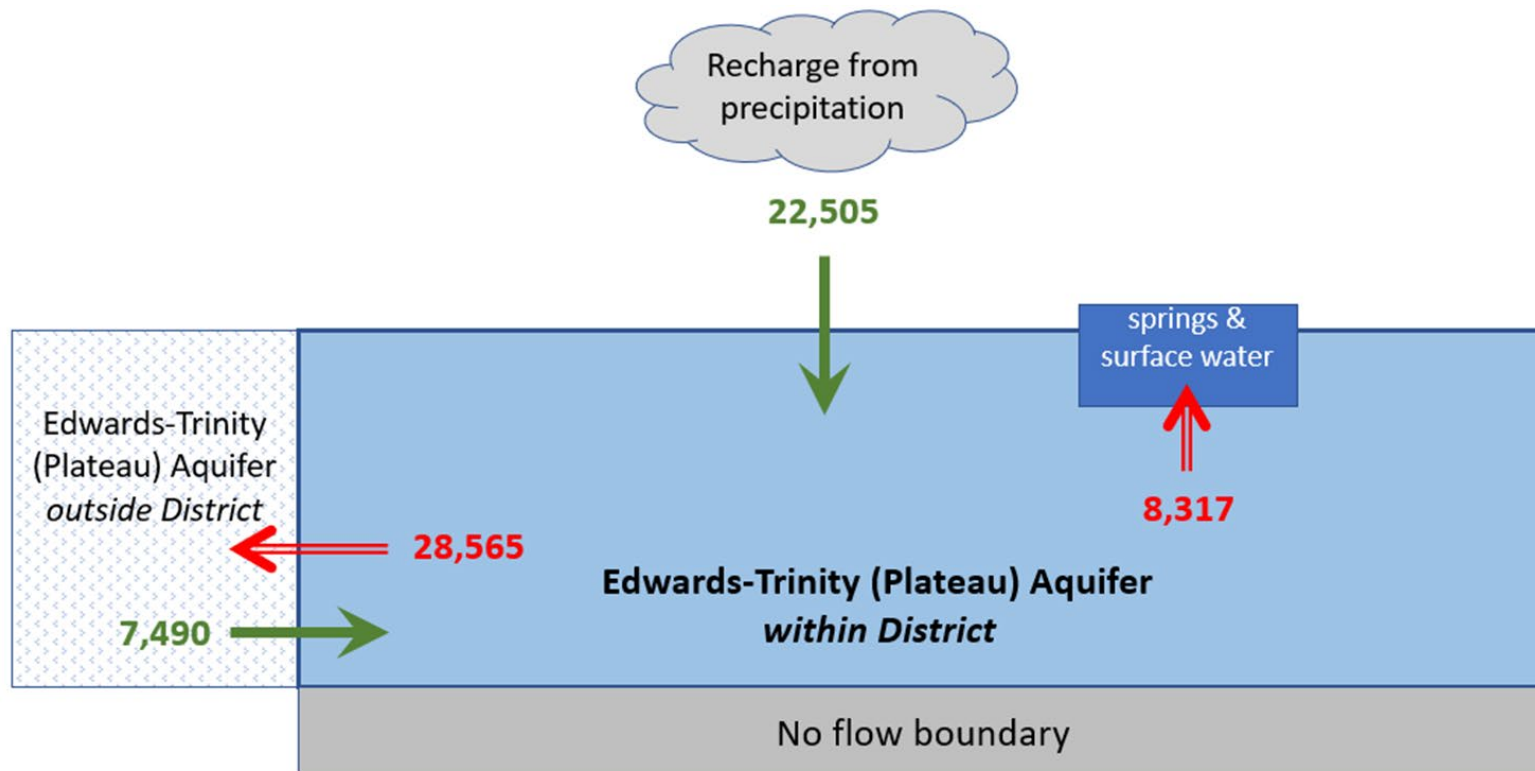 Recharge from
precipitation
22,505
springs &
surface water
Edwards-Trinity
(Plateau) Aquifer
outside District
8,317
28,565
Edwards-Trinity (Plateau) Aquifer
within District
7,490
No flow boundary